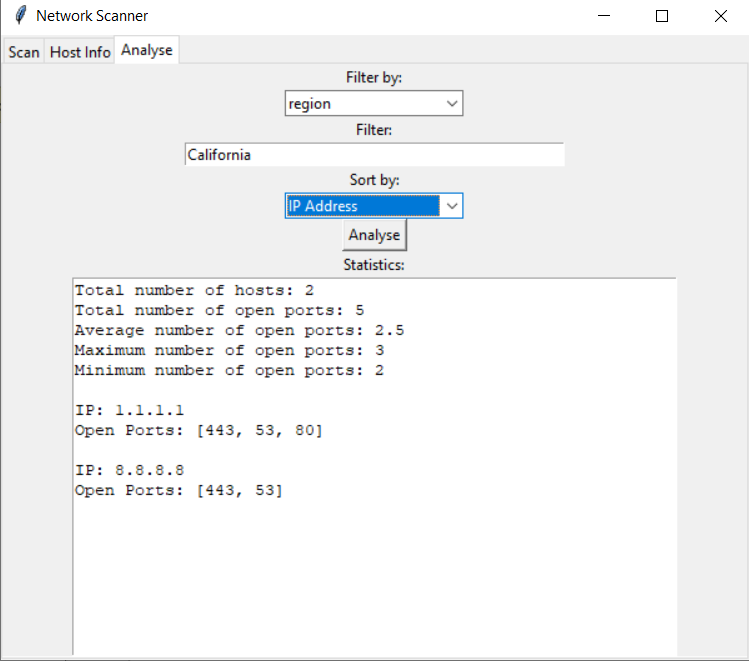 Network Scanner
Scan Host Info Analyse
Filter by:
region
Filter:
California
Sort by:
IP Address
Analyse
Statistics:
Total number of hosts: 2
Total number of open ports: 5
Average number of open ports: 2.5
Maximum number of open ports: 3
Minimum number of open ports: 2
IP: 1.1.1.1
Open Ports: [443, 53, 80]
IP: 8.8.8.8
Open Ports: [443, 53]